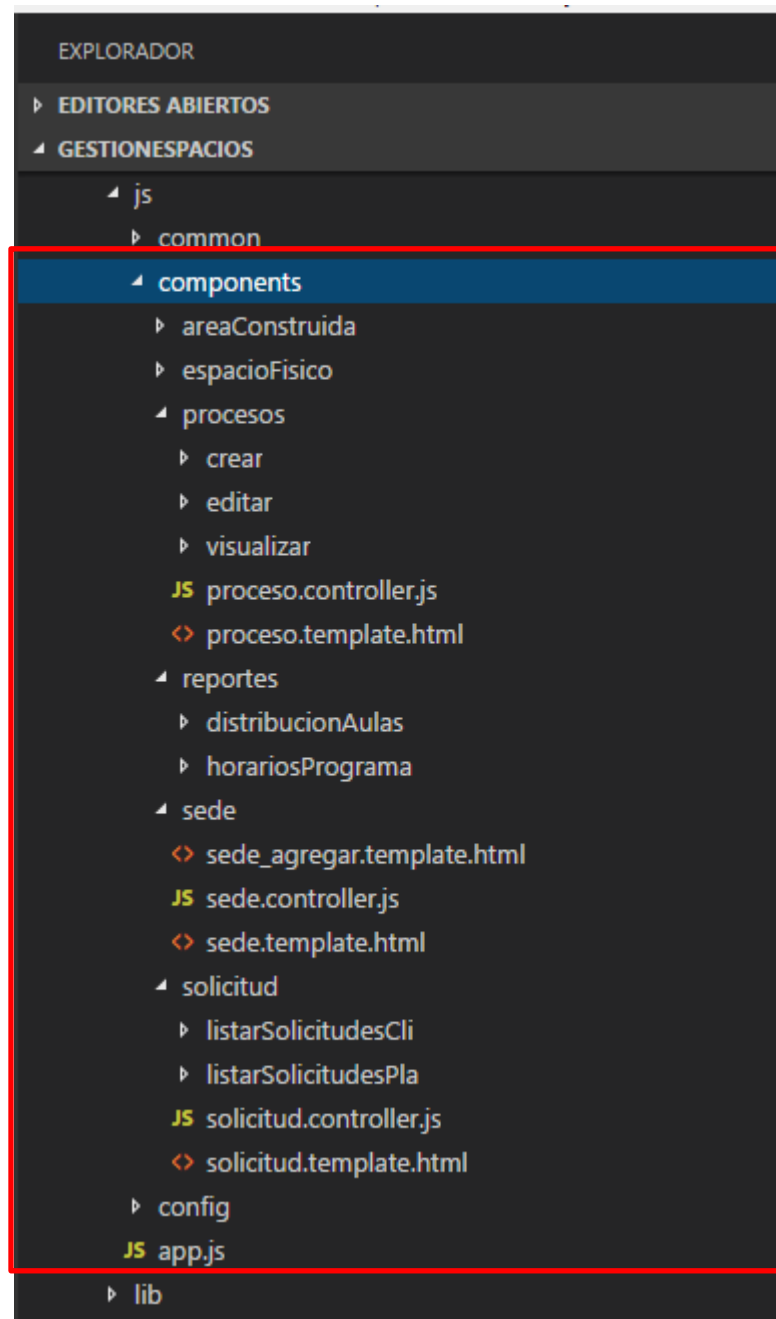 EXPLORADOR
EDITORES ABIERTOS
GESTIONESPACIOS
js
common
components
areaConstruida
espacioFisico
procesos
crear
editar
visualizar
JS proceso.controller.js
<> proceso.template.html
reportes
distribucionAulas
horariosPrograma
sede
<> sede_agregar.template.html
JS sede.controller.js
<> sede.template.html
solicitud
listarSolicitudesCli
listarSolicitudesPla
JS solicitud.controller.js
<> solicitud.template.html
config
JS app.js
lib